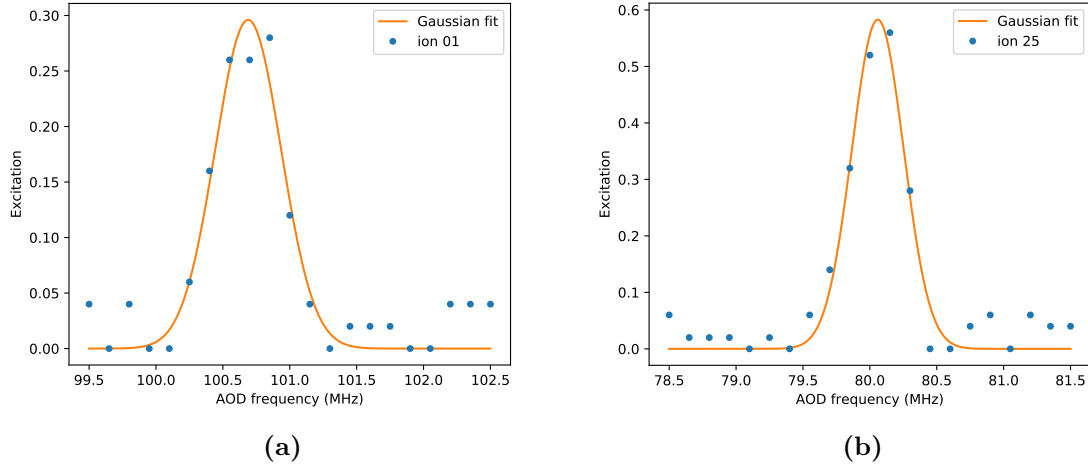 0.30
0.25
0.20
0.15
0.10
0.05
0.00
Excitation
99.5 100.0 100.5 101.0 101.5 102.0 102.5
AOD frequency (MHz)
Gaussian fit
ion 01
(a)
0.6
0.5
0.4
0.3
0.2
0.1
0.0
Excitation
78.5 79.0 79.5 80.0 80.5 81.0 81.5
AOD frequency (MHz)
Gaussian fit
ion 25
(b)